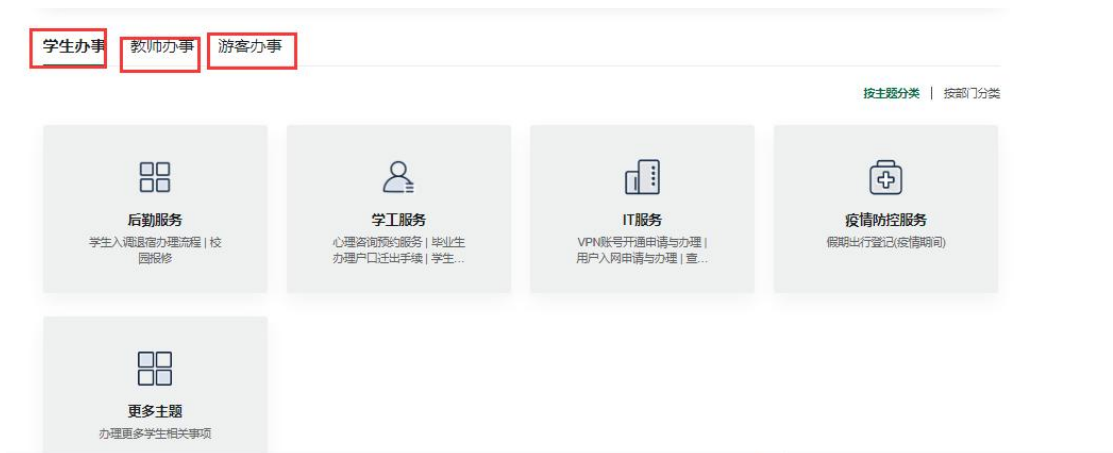 学生办事 教师办事 游客办事
按主题分类 | 按部门分类
后勤服务
学生入调退宿办理流程 | 校
园报修
学工服务
心理咨询预约服务 | 毕业生
办理户口迁出手续 | 学生...
IT服务
VPN账号开通申请与办理 |
用户入网申请与办理 | 查...
疫情防控服务
假期出行登记(疫情期间)
更多主题
办理更多学生相关事项